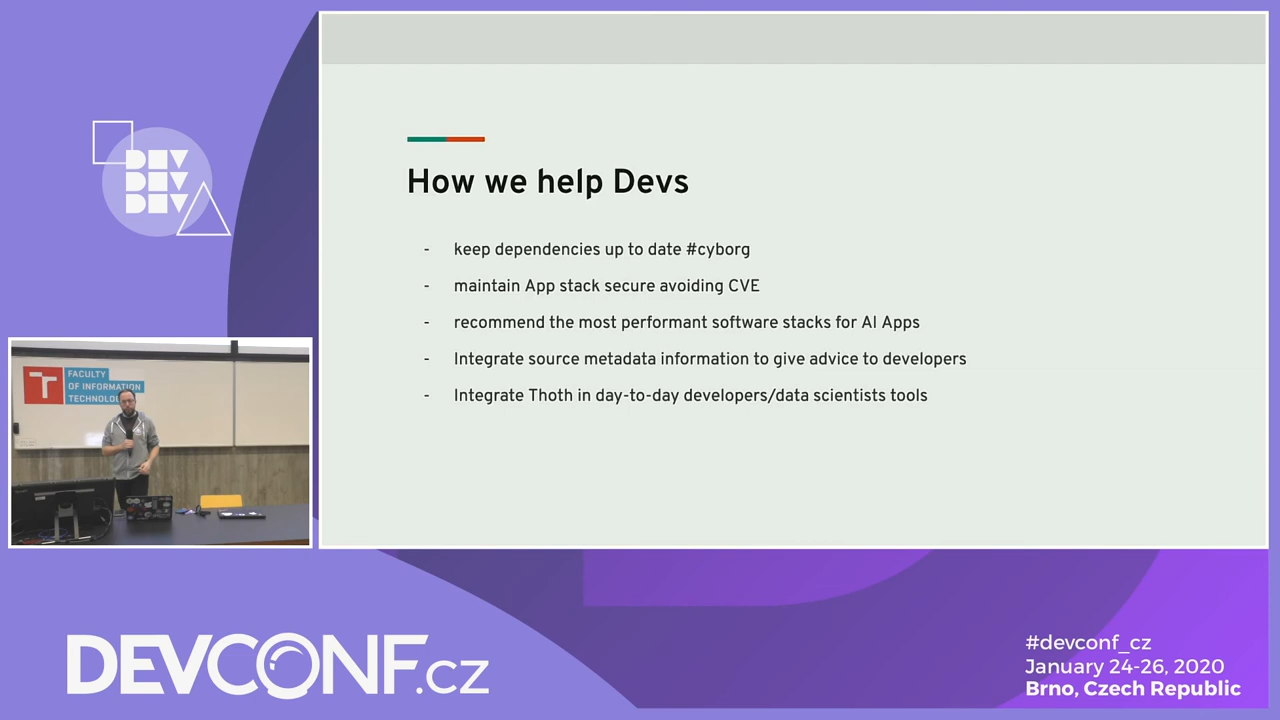 How we help Devs
- keep dependencies up to date #cyborg
- maintain App stack secure avoiding CVE
- recommend the most performant software stacks for AI Apps
- Integrate source metadata information to give advice to developers
- Integrate Thoth in day-to-day developers/data scientists tools
DEV
DEV
DEV
T FACULTY
OF INFORMATION
DEVCONF.cz
#devconf_cz
January 24-26, 2020
Brno, Czech Republic